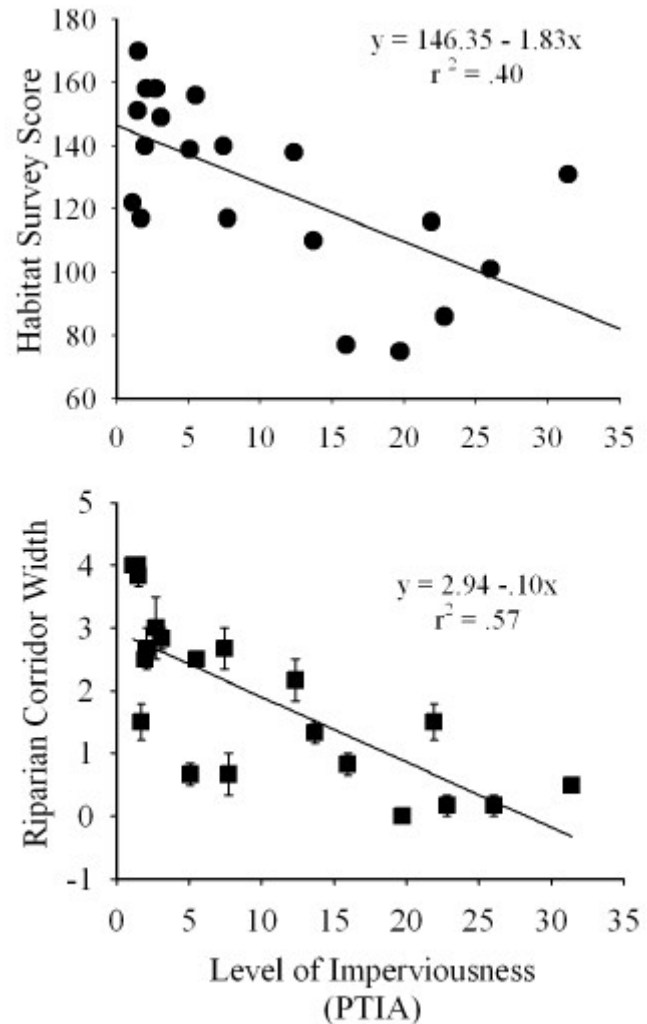 180
160
140
120
100
80
60
Habitat Survey Score
y = 146.35 - 1.83x
r² = .40
0 5 10 15 20 25 30 35
5
4
3
2
1
0
-1
Riparian Corridor Width
y = 2.94 -.10x
r² = .57
0 5 10 15 20 25 30 35
Level of Imperviousness
(PTIA)